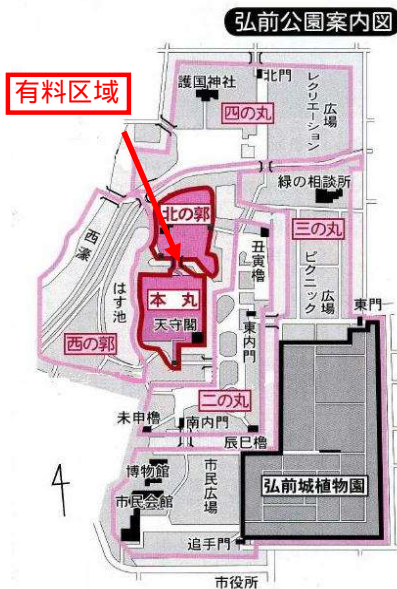 弘前公園案内図
有料区域
護国神社
北門
四の丸
レクリエーション
広場
緑の相談所
北の郭
丑寅櫓
三の丸
ピクニック
広場
西濠
はす池
本丸
天守閣
東内門
東門
西の郭
二の丸
未申櫓
南内門
辰巳櫓
博物館
市民広場
市民会館
弘前城植物園
追手門
市役所